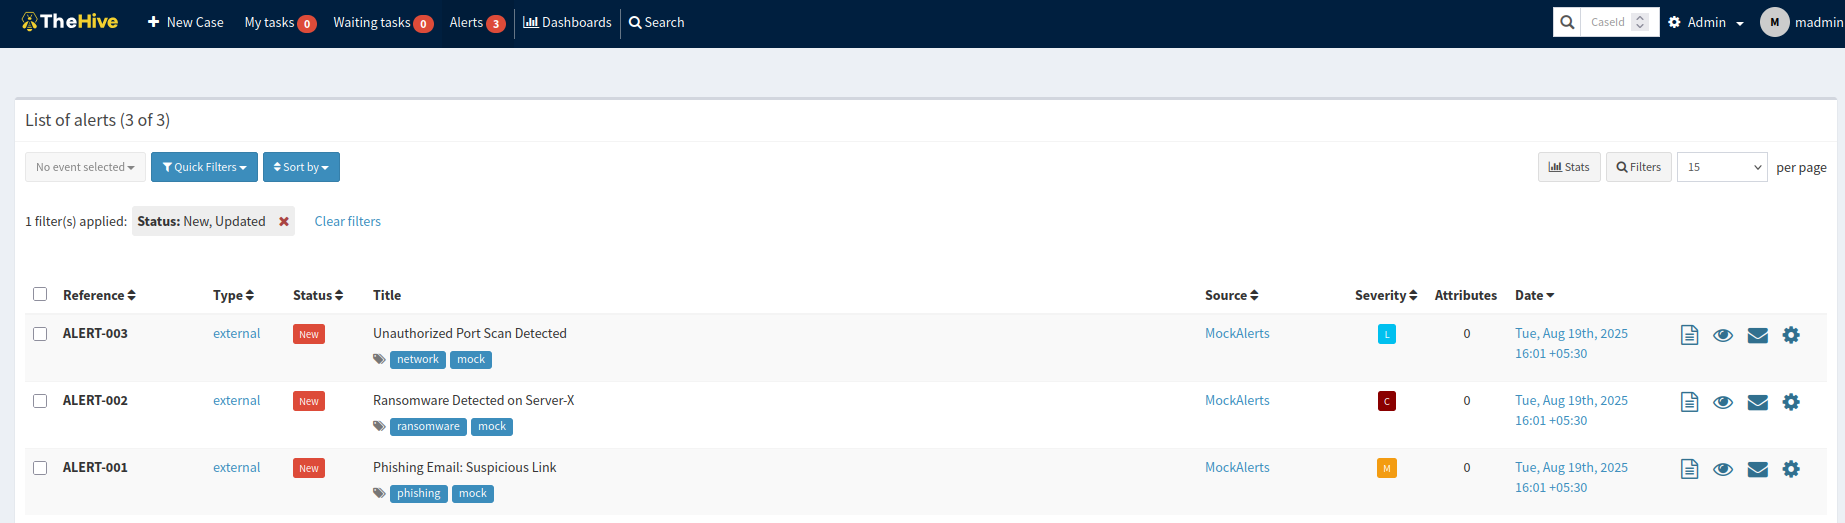 TheHive + New Case My tasks 0 Waiting tasks 0 Alerts 3 Dashboards Search CaseId Admin M madmin
List of alerts (3 of 3)
No event selected Quick Filters Sort by Stats Filters 15 per page
1 filter(s) applied: Status: New, Updated ✖ Clear filters
Reference Type Status Title Source Severity Attributes Date
ALERT-003 external New Unauthorized Port Scan Detected MockAlerts L 0 Tue, Aug 19th, 2025
network mock 16:01 +05:30
ALERT-002 external New Ransomware Detected on Server-X MockAlerts C 0 Tue, Aug 19th, 2025
ransomware mock 16:01 +05:30
ALERT-001 external New Phishing Email: Suspicious Link MockAlerts M 0 Tue, Aug 19th, 2025
phishing mock 16:01 +05:30